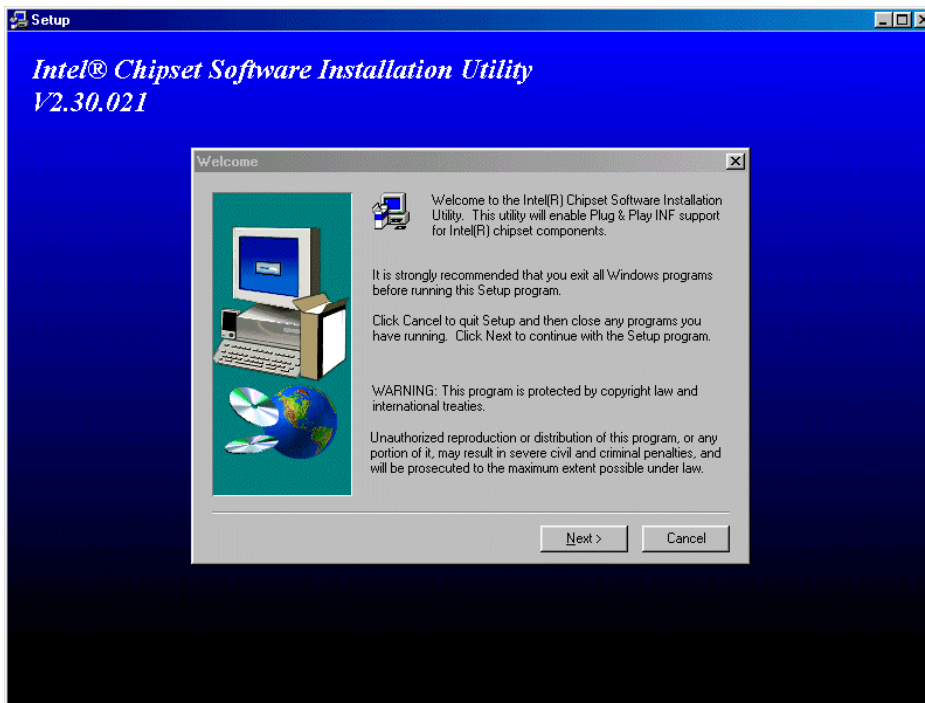 Setup
Intel® Chipset Software Installation Utility
V2.30.021
Welcome
Welcome to the Intel(R) Chipset Software Installation
Utility. This utility will enable Plug & Play INF support
for Intel(R) chipset components.
It is strongly recommended that you exit all Windows programs
before running this Setup program.
Click Cancel to quit Setup and then close any programs you
have running. Click Next to continue with the Setup program.
WARNING: This program is protected by copyright law and
international treaties.
Unauthorized reproduction or distribution of this program, or any
portion of it, may result in severe civil and criminal penalties, and
will be prosecuted to the maximum extent possible under law.
Next >
Cancel